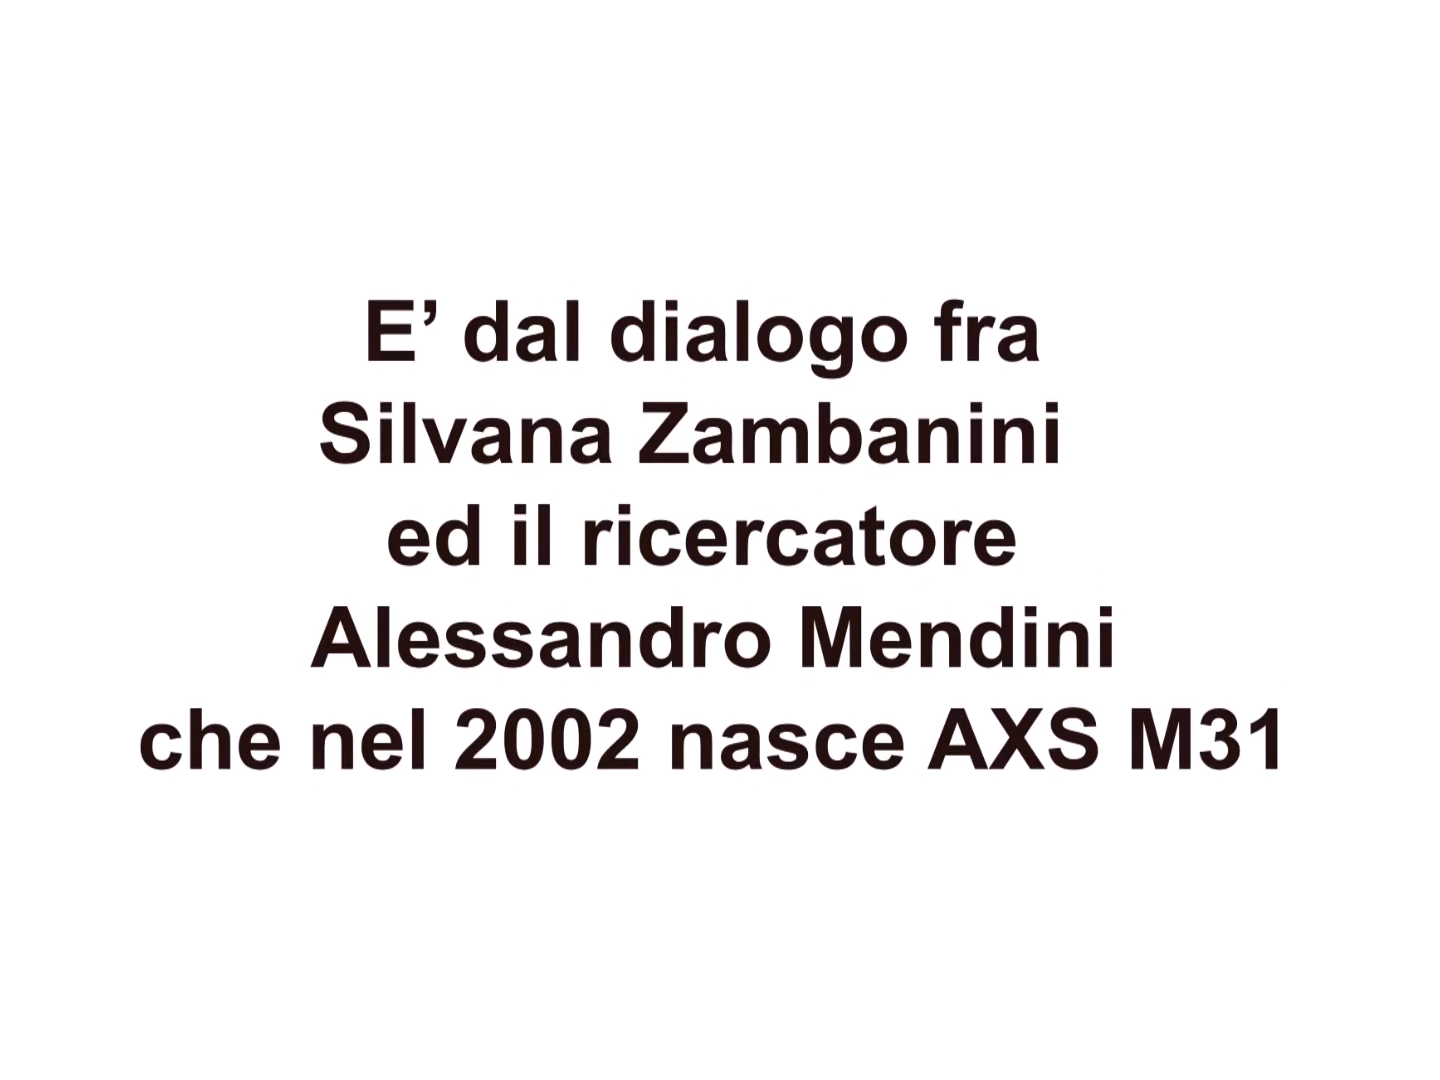 E’ dal dialogo fra
Silvana Zambanini
ed il ricercatore
Alessandro Mendini
che nel 2002 nasce AXS M31